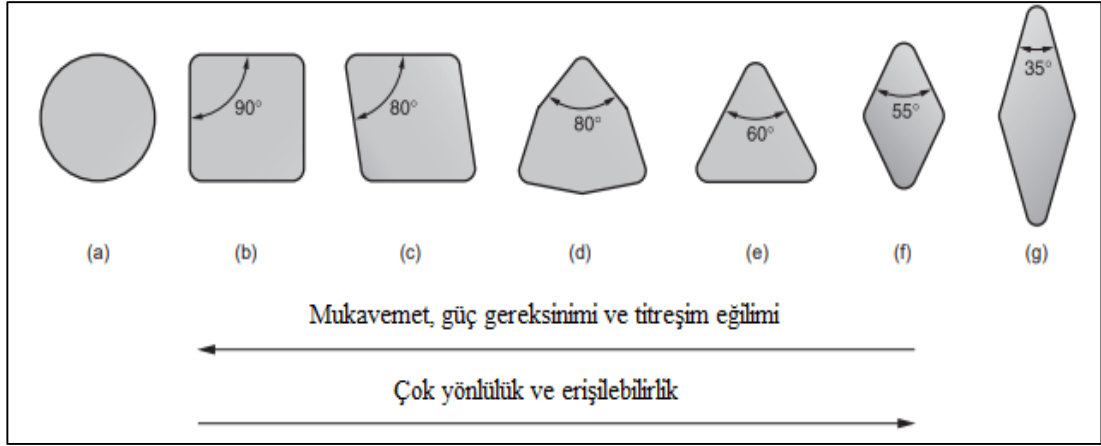 90° 80° 80° 60° 55° 35°
(a) (b) (c) (d) (e) (f) (g)
Mukavemet, güç gereksinimi ve titreşim eğilimi
Çok yönlülük ve erişilebilirlik